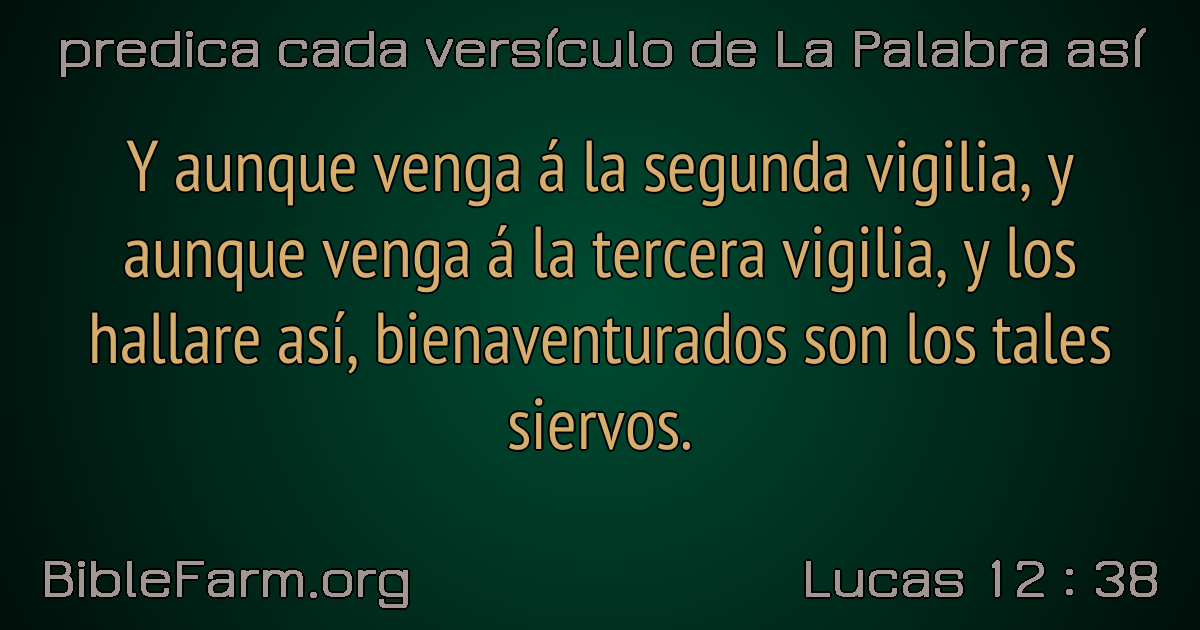 predica cada versículo de La Palabra así
Y aunque venga á la segunda vigilia, y
aunque venga á la tercera vigilia, y los
hallare así, bienaventurados son los tales
siervos.
BibleFarm.org
Lucas 12 : 38